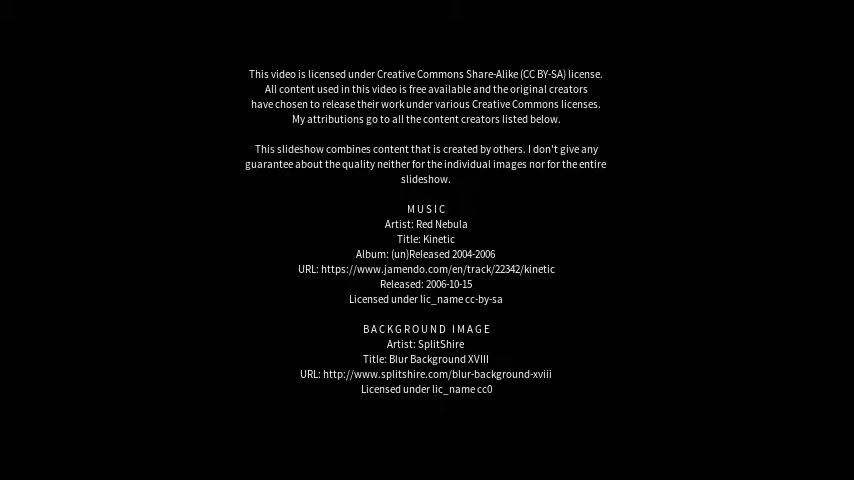 This video is licensed under Creative Commons Share-Alike (CC BY-SA) license.
All content used in this video is free available and the original creators
have chosen to release their work under various Creative Commons licenses.
My attributions go to all the content creators listed below.
This slideshow combines content that is created by others. I don't give any
guarantee about the quality neither for the individual images nor for the entire
slideshow.
MUSIC
Artist: Red Nebula
Title: Kinetic
Album: (un)Released 2004-2006
URL: https://www.jamendo.com/en/track/22342/kinetic
Released: 2006-10-15
Licensed under lic_name cc-by-sa
BACKGROUND IMAGE
Artist: SplitShire
Title: Blur Background XVIII
URL: http://www.splitshire.com/blur-background-xviii
Licensed under lic_name cc0